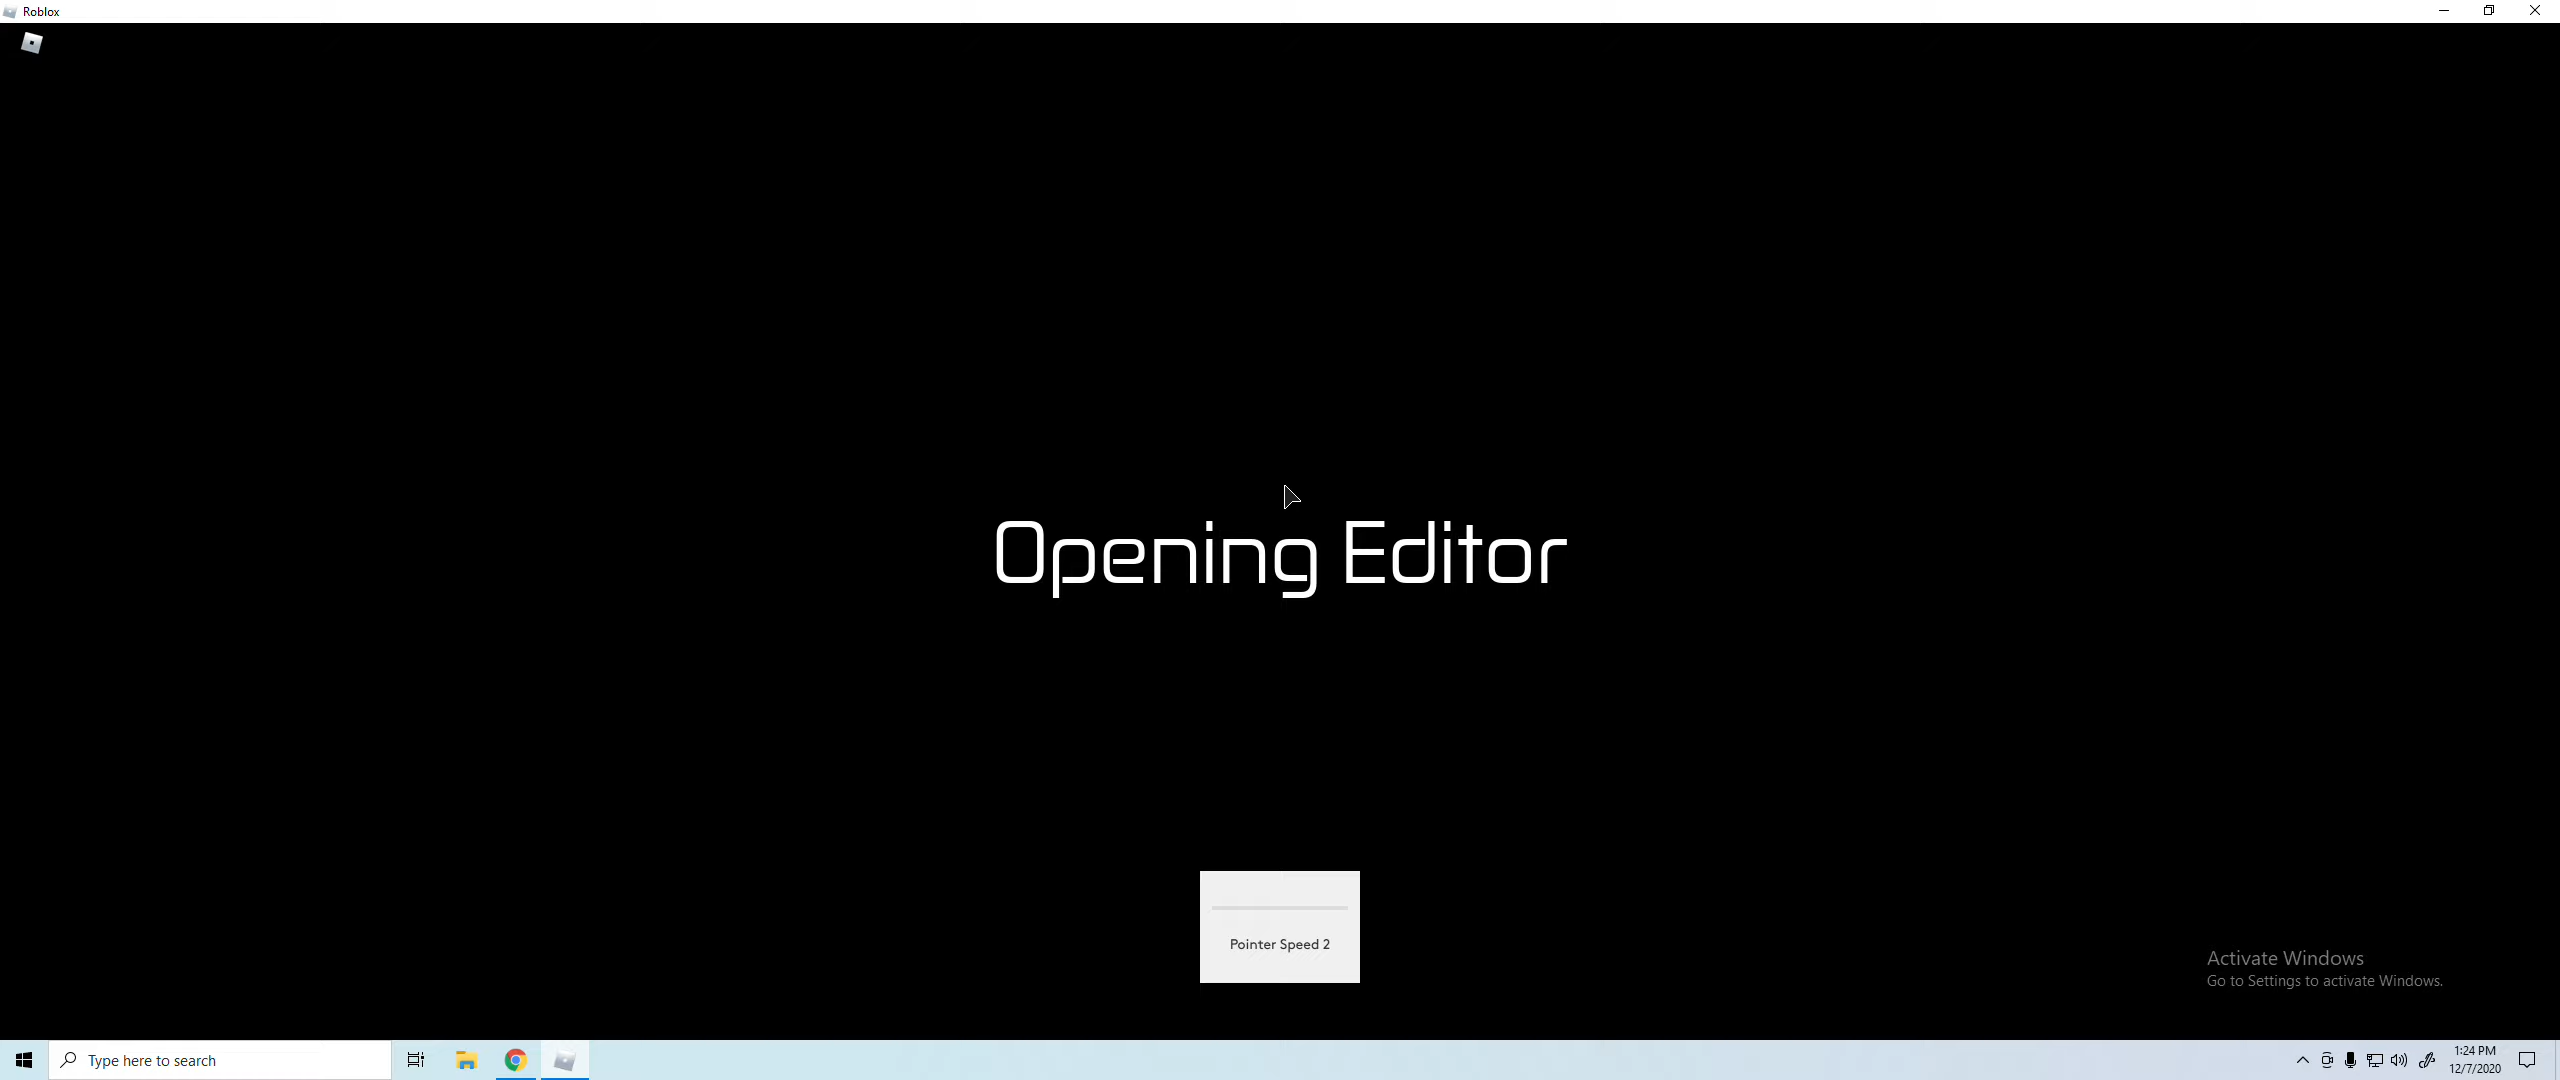 Roblox
Opening Editor
Pointer Speed 2
Activate Windows
Go to Settings to activate Windows.
Type here to search
1:24 PM
12/7/2020